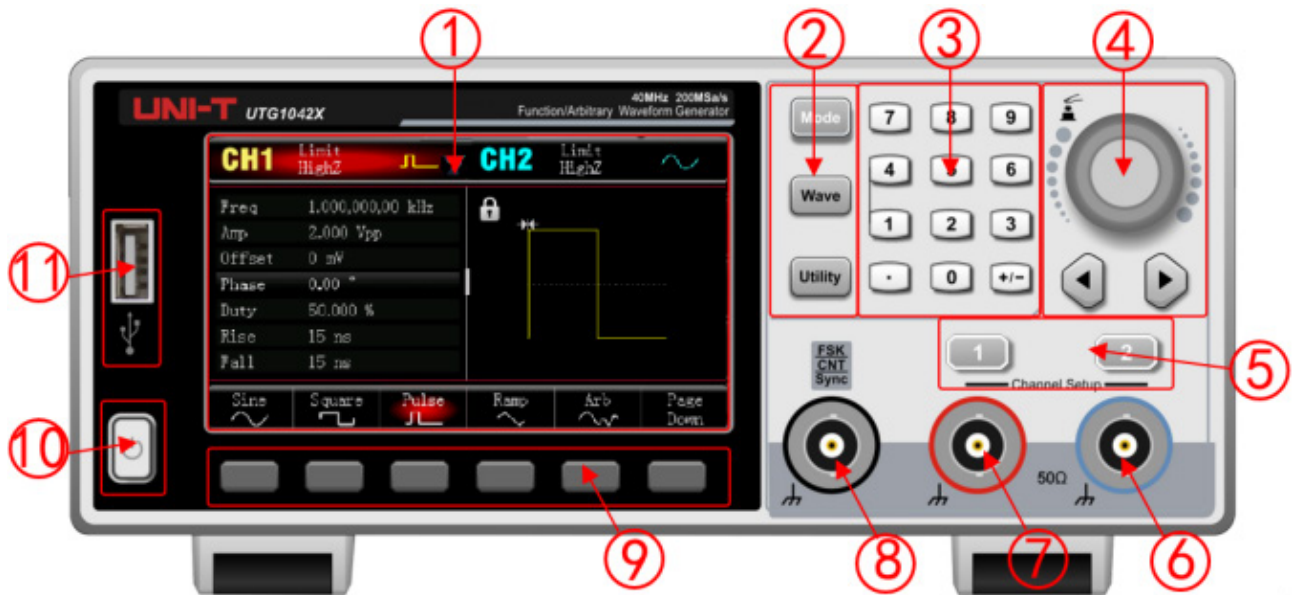 1
2
3
4
UNI-T UTG1042X
40MHz 200MSa/s
Function/Arbitrary Waveform Generator
CH1 Limit HighZ
CH2 Limit HighZ
Freq 1.000,000,00 kHz
Amp 2.000 Vpp
Offset 0 mV
Phase 0.00 °
Duty 50.000 %
Rise 15 ns
Fall 15 ns
Sine Square Pulse Ramp Arb Page Down
Mode
Wave
Utility
7 8 9
4 5 6
1 2 3
. 0 +/-
1 2
Channel Setup
FSK
CNT
Sync
50Ω
5
6
7
8
9
10
11